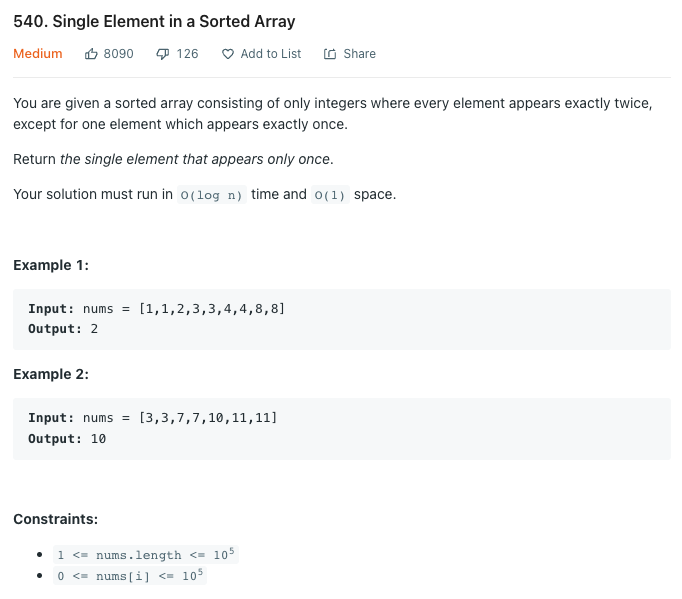 540. Single Element in a Sorted Array
Medium 8090 126 Add to List Share
You are given a sorted array consisting of only integers where every element appears exactly twice,
except for one element which appears exactly once.
Return the single element that appears only once.
Your solution must run in O(log n) time and O(1) space.
Example 1:
Input: nums = [1,1,2,3,3,4,4,8,8]
Output: 2
Example 2:
Input: nums = [3,3,7,7,10,11,11]
Output: 10
Constraints:
• 1 <= nums.length <= 10⁵
• 0 <= nums[i] <= 10⁵